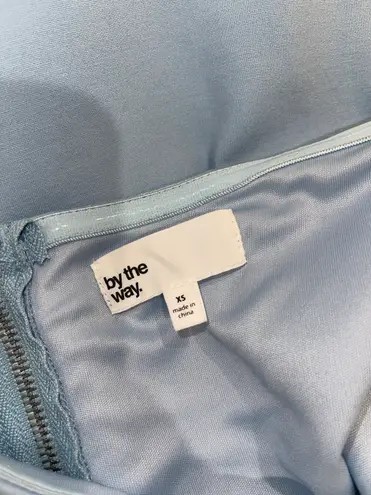 by the
way.
XS
made in
china